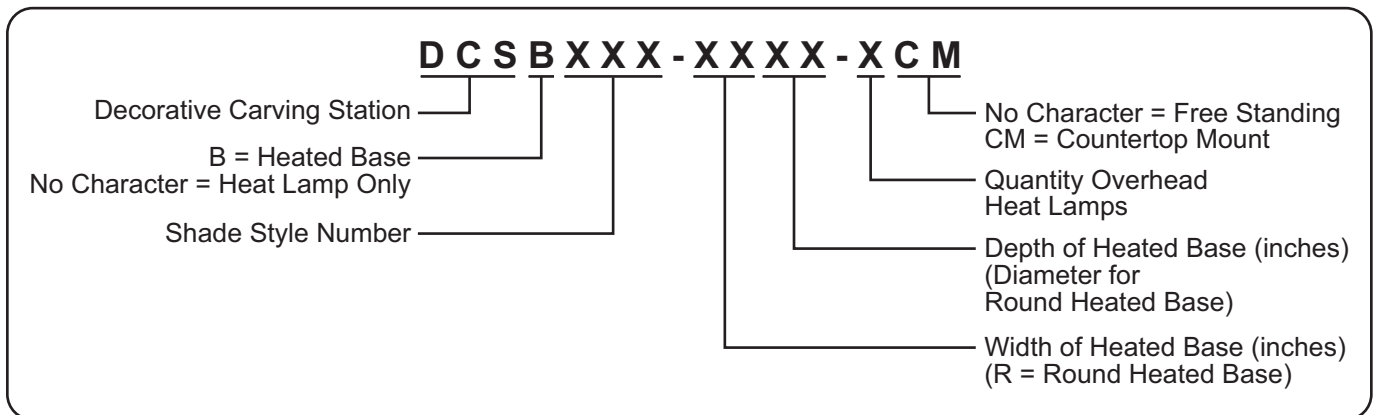 D C S B X X X - X X X X - X C M
Decorative Carving Station
B = Heated Base
No Character = Heat Lamp Only
Shade Style Number
No Character = Free Standing
CM = Countertop Mount
Quantity Overhead
Heat Lamps
Depth of Heated Base (inches)
(Diameter for
Round Heated Base)
Width of Heated Base (inches)
(R = Round Heated Base)